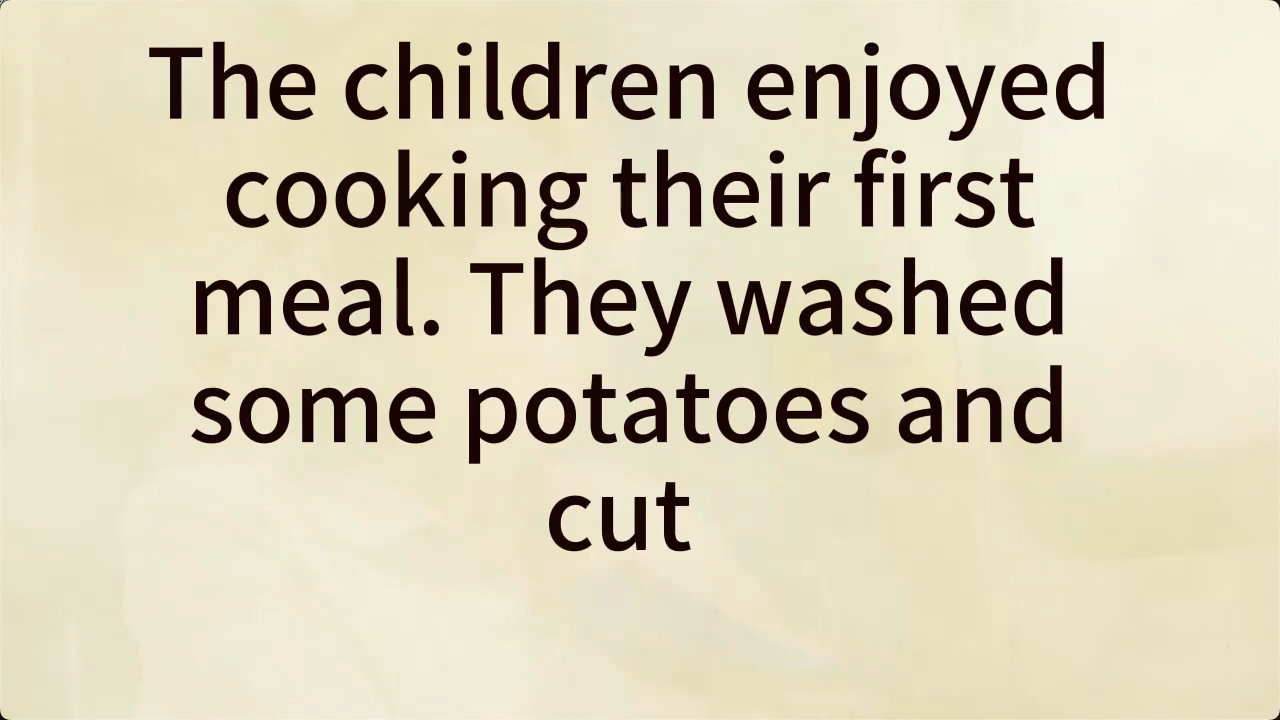 The children enjoyed
cooking their first
meal. They washed
some potatoes and
cut